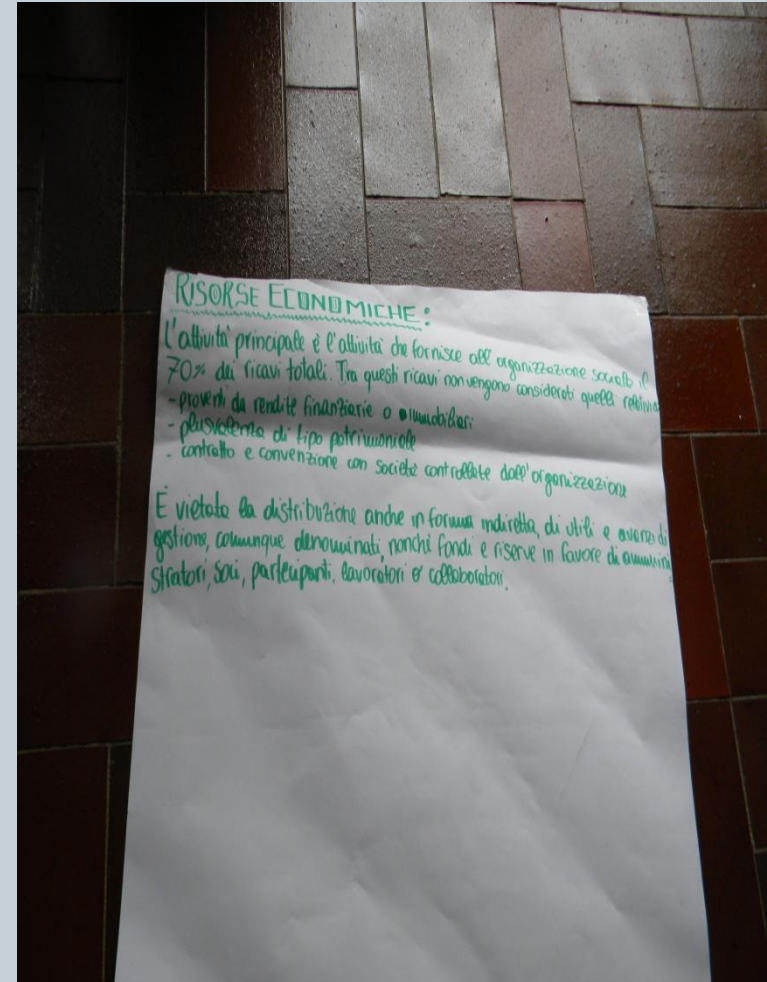 RISORSE ECONOMICHE:
L'attività principale è l'attività che fornisce all'organizzazione sociale il
70% dei ricavi totali. Tra questi ricavi non vengono considerati quelli relativi a
- proventi da rendite finanziarie o immobiliari
- plusvalenze di tipo patrimoniale
- contratto e convenzione con società controllate dall'organizzazione
È vietata la distribuzione anche in forma indiretta, di utili e avanzi di
gestione, comunque denominati, nonché fondi e riserve in favore di ammini
stratori, soci, partecipanti, lavoratori o collaboratori.